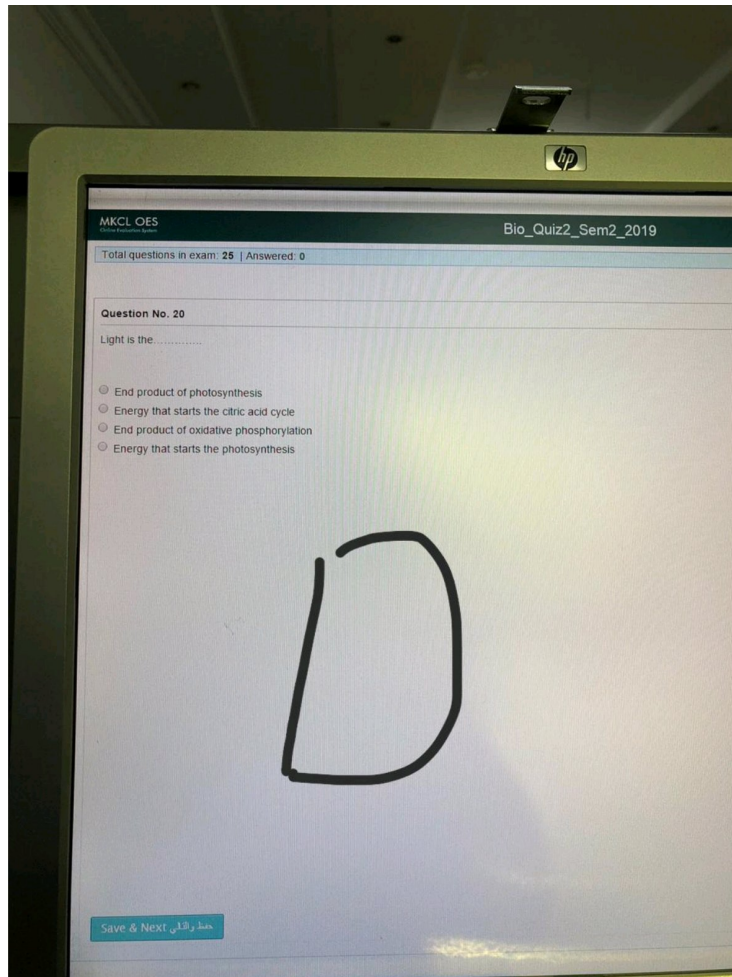 hp
MKCL OES
Online Evaluation System
Bio_Quiz2_Sem2_2019
Total questions in exam: 25 | Answered: 0
Question No. 20
Light is the.............
End product of photosynthesis
Energy that starts the citric acid cycle
End product of oxidative phosphorylation
Energy that starts the photosynthesis
D
Save & Next حفظ والتالي